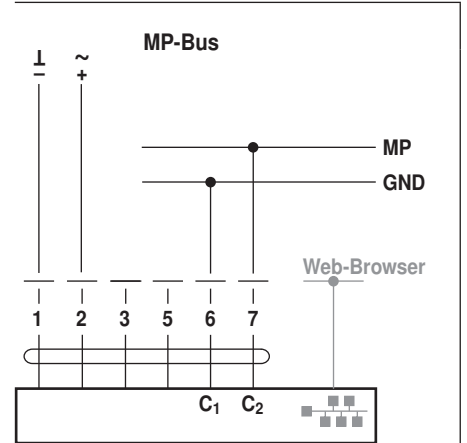 MP-Bus
⊥ ~
– +
MP
GND
Web-Browser
1 2 3 5 6 7
C1 C2